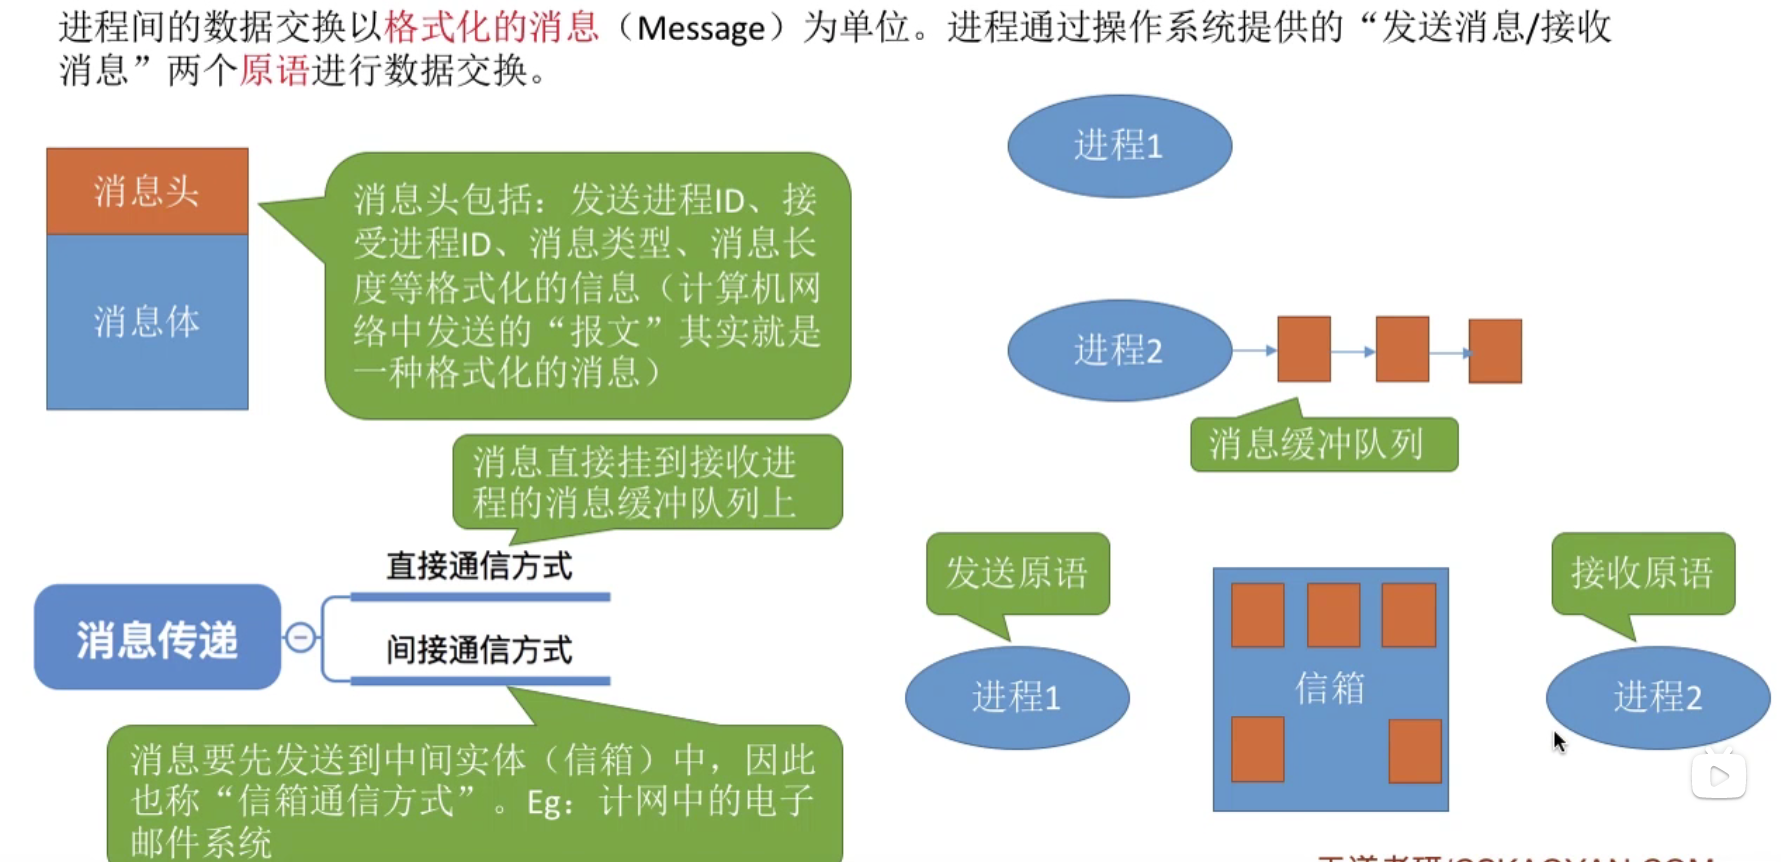 进程间的数据交换以格式化的消息（Message）为单位。进程通过操作系统提供的“发送消息/接收
消息”两个原语进行数据交换。
消息头
消息体
消息头包括：发送进程ID、接
受进程ID、消息类型、消息长
度等格式化的信息（计算机网
络中发送的“报文”其实就是
一种格式化的消息）
进程1
进程2
消息缓冲队列
消息直接挂到接收进
程的消息缓冲队列上
直接通信方式
消息传递
间接通信方式
消息要先发送到中间实体（信箱）中，因此
也称“信箱通信方式”。Eg：计网中的电子
邮件系统
发送原语
接收原语
进程1
信箱
进程2